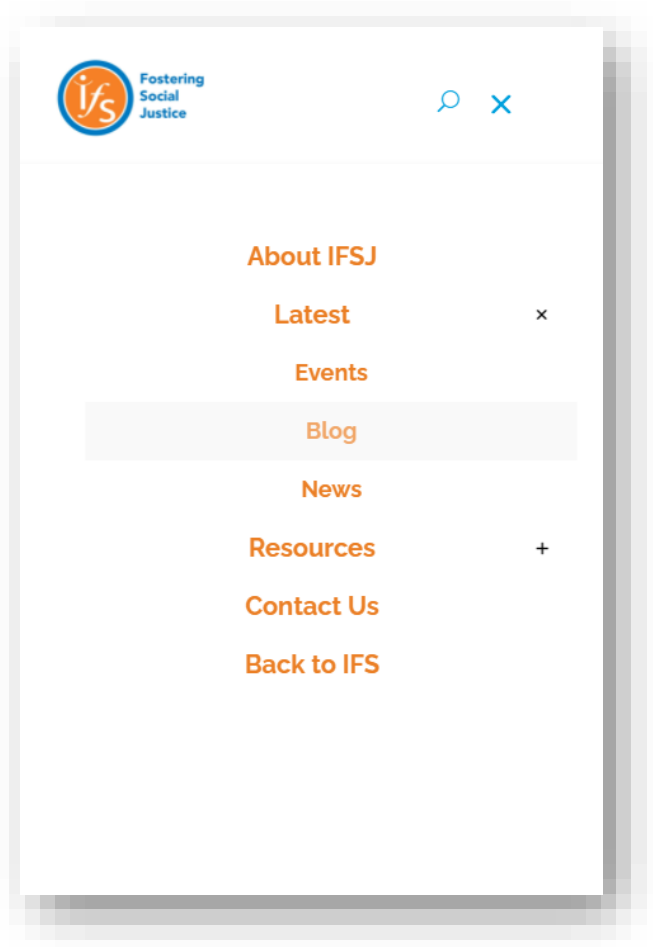 ifs
Fostering
Social
Justice
About IFSJ
Latest
Events
Blog
News
Resources
Contact Us
Back to IFS